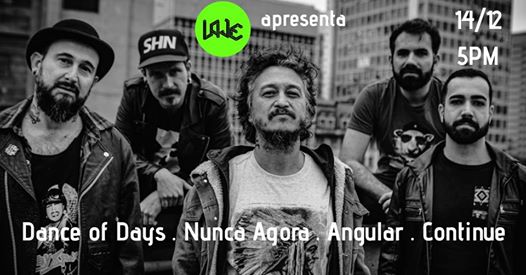 LAJE
apresenta
14/12
5PM
SHN
Dance of Days . Nunca Agora . Angular . Continue